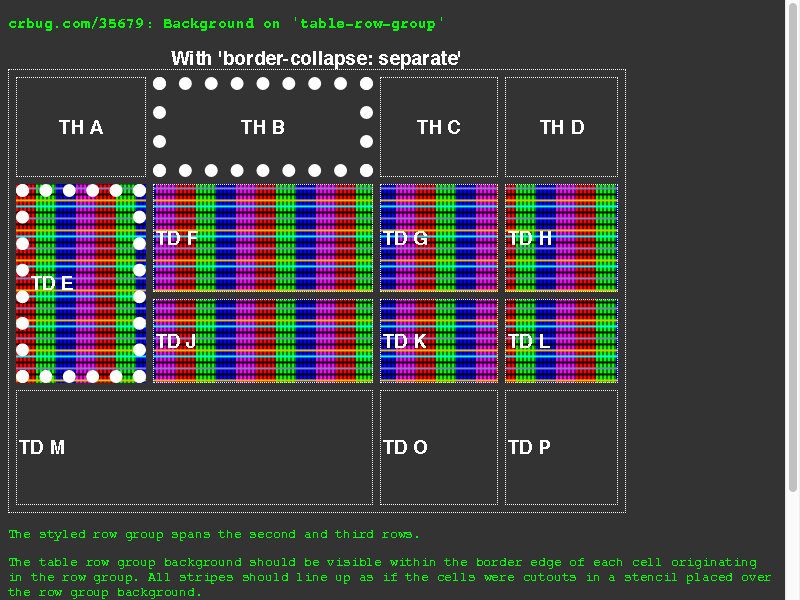 crbug.com/35679: Background on 'table-row-group'
With 'border-collapse: separate'
TH A TH B TH C TH D
TD E
TD F TD G TD H
TD J TD K TD L
TD M TD O TD P
The styled row group spans the second and third rows.
The table row group background should be visible within the border edge of each cell originating
in the row group. All stripes should line up as if the cells were cutouts in a stencil placed over
the row group background.